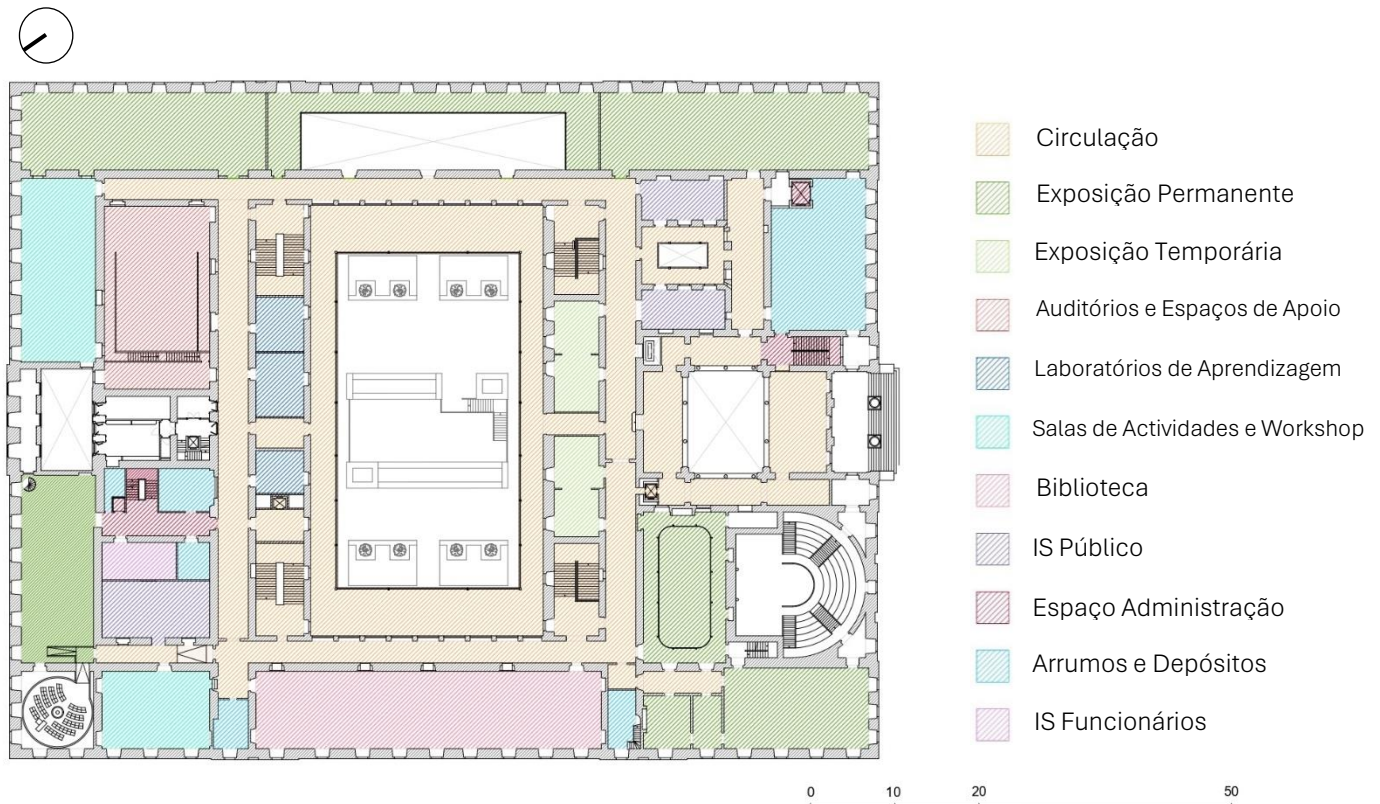 Circulação
Exposição Permanente
Exposição Temporária
Auditórios e Espaços de Apoio
Laboratórios de Aprendizagem
Salas de Actividades e Workshop
Biblioteca
IS Público
Espaço Administração
Arrumos e Depósitos
IS Funcionários
0 10 20 50